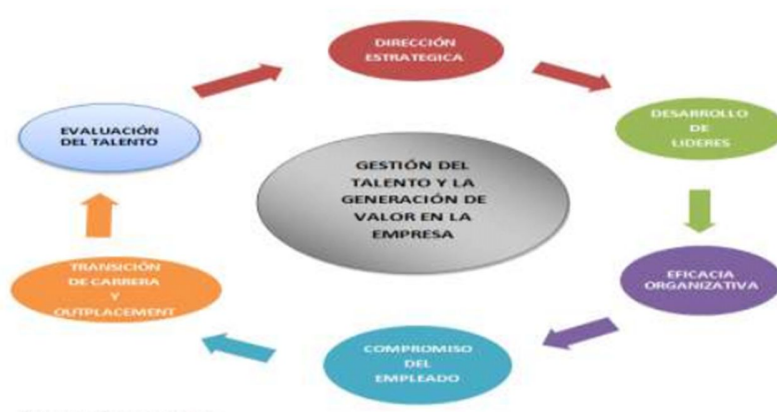 DIRECCIÓN
ESTRATEGICA
DESARROLLO
DE
LIDERES
EFICACIA
ORGANIZATIVA
COMPROMISO
DEL
EMPLEADO
TRANSICIÓN
DE CARRERA
Y
OUTPLACEMENT
EVALUACIÓN
DEL TALENTO
GESTIÓN DEL
TALENTO Y LA
GENERACIÓN DE
VALOR EN LA
EMPRESA